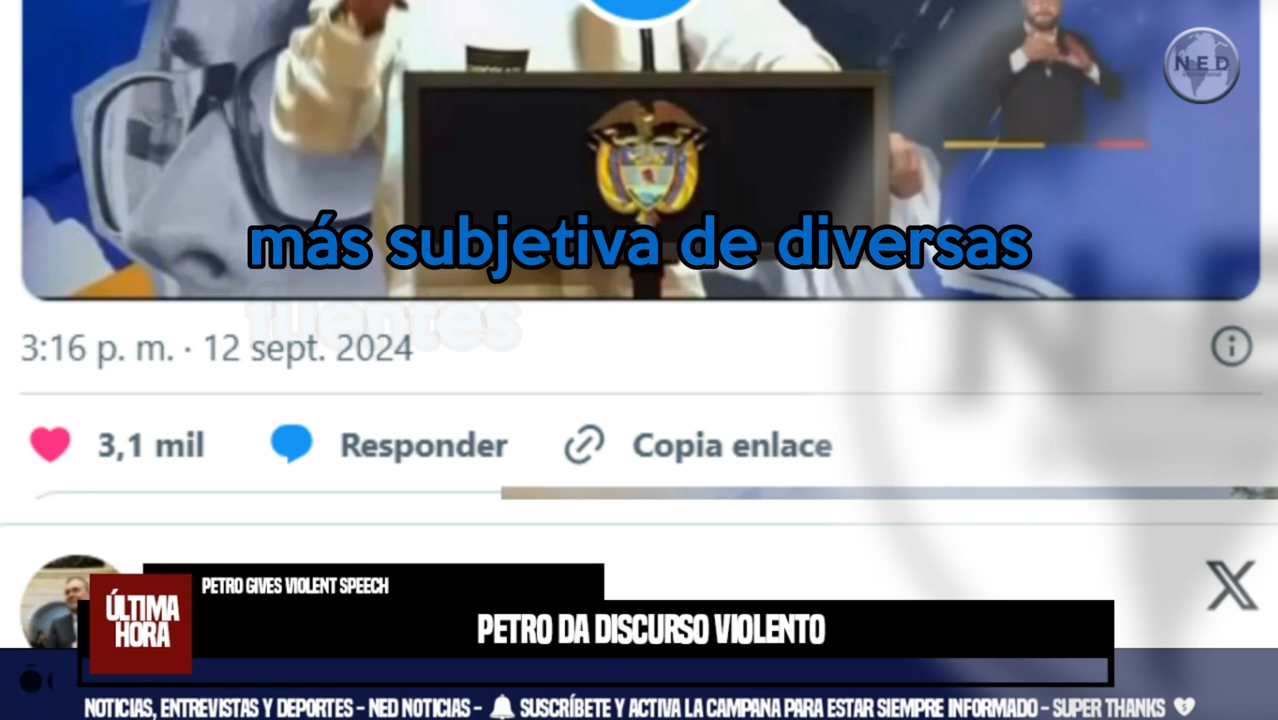 NED
International
más subjetiva de diversas
fuentes
3:16 p. m. · 12 sept. 2024
3,1 mil
Responder
Copia enlace
PETRO GIVES VIOLENT SPEECH
ÚLTIMA
HORA
PETRO DA DISCURSO VIOLENTO
NOTICIAS, ENTREVISTAS Y DEPORTES - NED NOTICIAS - 🔔 SUSCRÍBETE Y ACTIVA LA CAMPANA PARA ESTAR SIEMPRE INFORMADO - SUPER THANKS